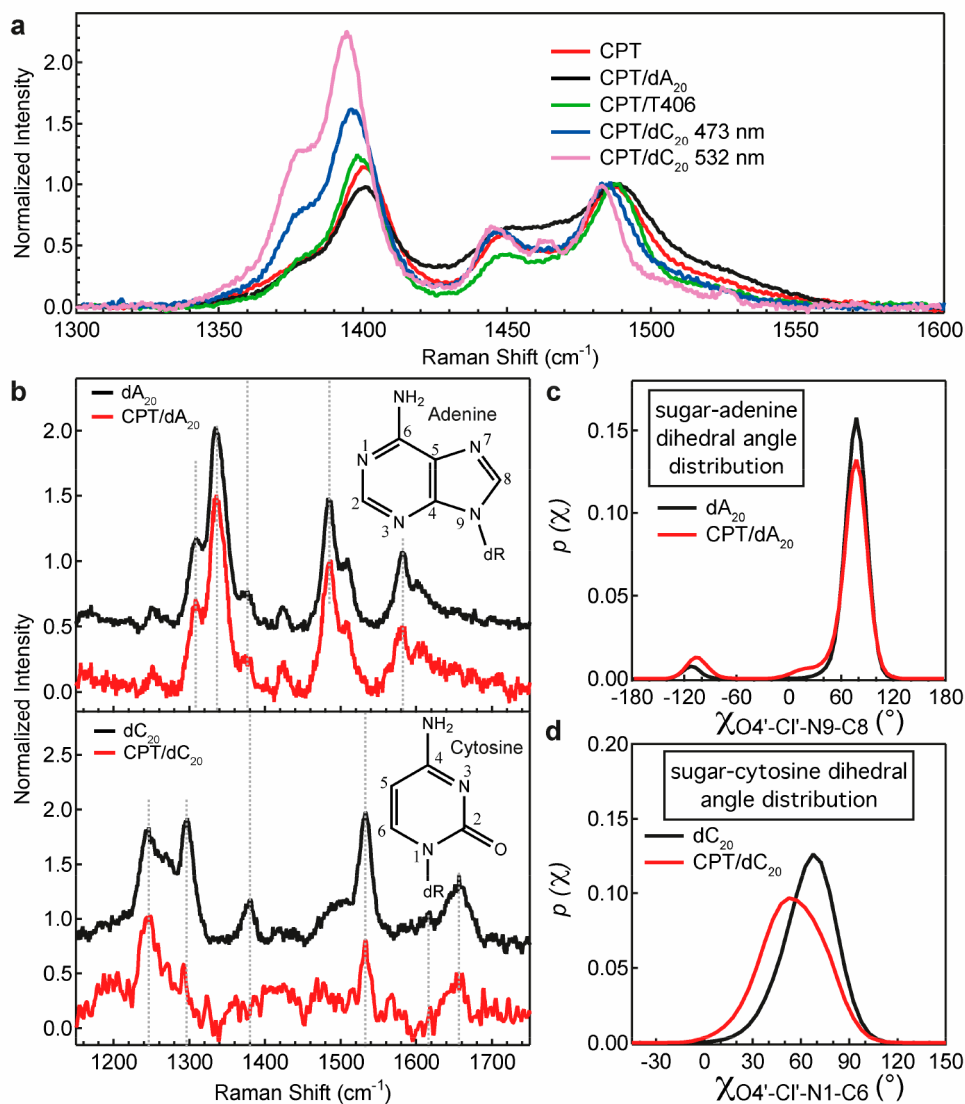 a
Normalized Intensity
2.0
1.5
1.0
0.5
0.0
CPT
CPT/dA20
CPT/T406
CPT/dC20 473 nm
CPT/dC20 532 nm
1300
1350
1400
1450
1500
1550
1600
Raman Shift (cm-1)
b
Normalized Intensity
dA20
CPT/dA20
2.0
1.5
1.0
0.5
0.0
NH2
Adenine
6
N
1
5
N
7
8
2
N
3
4
9
N
dR
dC20
CPT/dC20
2.5
2.0
1.5
1.0
0.5
0.0
NH2
Cytosine
4
5
N
3
6
2
1
N
O
dR
1200
1300
1400
1500
1600
1700
Raman Shift (cm-1)
c
sugar-adenine
dihedral angle
distribution
dA20
CPT/dA20
p (χ)
0.15
0.10
0.05
0.00
-180
-120
-60
0
60
120
180
χO4'-Cl'-N9-C8 (°)
d
sugar-cytosine dihedral
angle distribution
dC20
CPT/dC20
p (χ)
0.20
0.15
0.10
0.05
0.00
-30
0
30
60
90
120
150
χO4'-Cl'-N1-C6 (°)